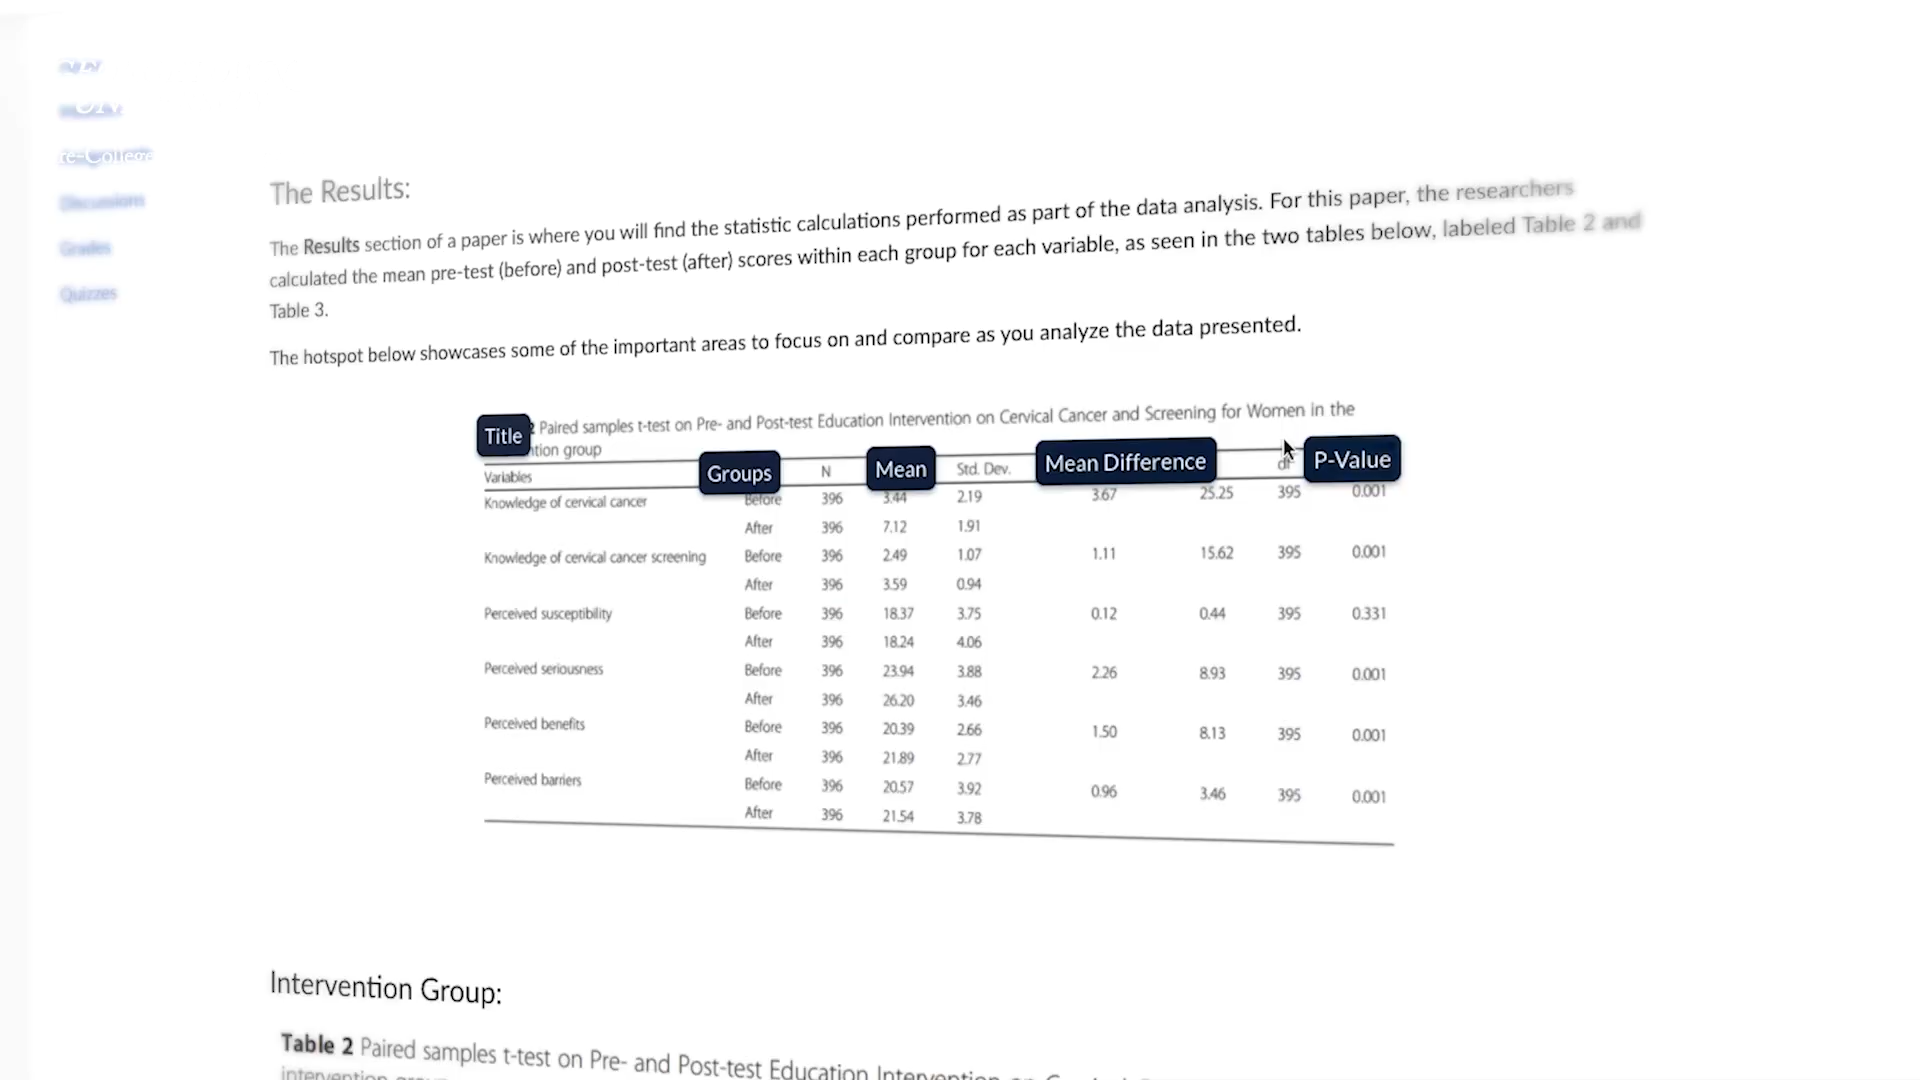 re-College
Discussions
Grades
Quizzes
The Results:
The Results section of a paper is where you will find the statistic calculations performed as part of the data analysis. For this paper, the researchers
calculated the mean pre-test (before) and post-test (after) scores within each group for each variable, as seen in the two tables below, labeled Table 2 and
Table 3.
The hotspot below showcases some of the important areas to focus on and compare as you analyze the data presented.
Title Paired samples t-test on Pre- and Post-test Education Intervention on Cervical Cancer and Screening for Women in the
ntion group
Variables Groups N Mean Std. Dev. Mean Difference df P-Value
Knowledge of cervical cancer Before 396 3.44 2.19 3.67 25.25 395 0.001
After 396 7.12 1.91
Knowledge of cervical cancer screening Before 396 2.49 1.07 1.11 15.62 395 0.001
After 396 3.59 0.94
Perceived susceptibility Before 396 18.37 3.75 0.12 0.44 395 0.331
After 396 18.24 4.06
Perceived seriousness Before 396 23.94 3.88 2.26 8.93 395 0.001
After 396 26.20 3.46
Perceived benefits Before 396 20.39 2.66 1.50 8.13 395 0.001
After 396 21.89 2.77
Perceived barriers Before 396 20.57 3.92 0.96 3.46 395 0.001
After 396 21.54 3.78
Intervention Group:
Table 2 Paired samples t-test on Pre- and Post-test Education Intervention on
intervention group